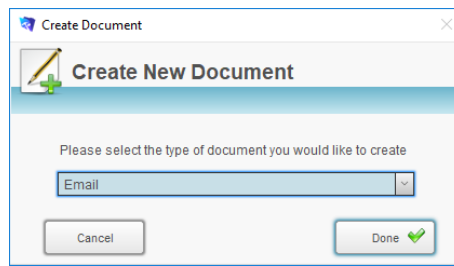 Create Document
Create New Document
Please select the type of document you would like to create
Email
Cancel
Done